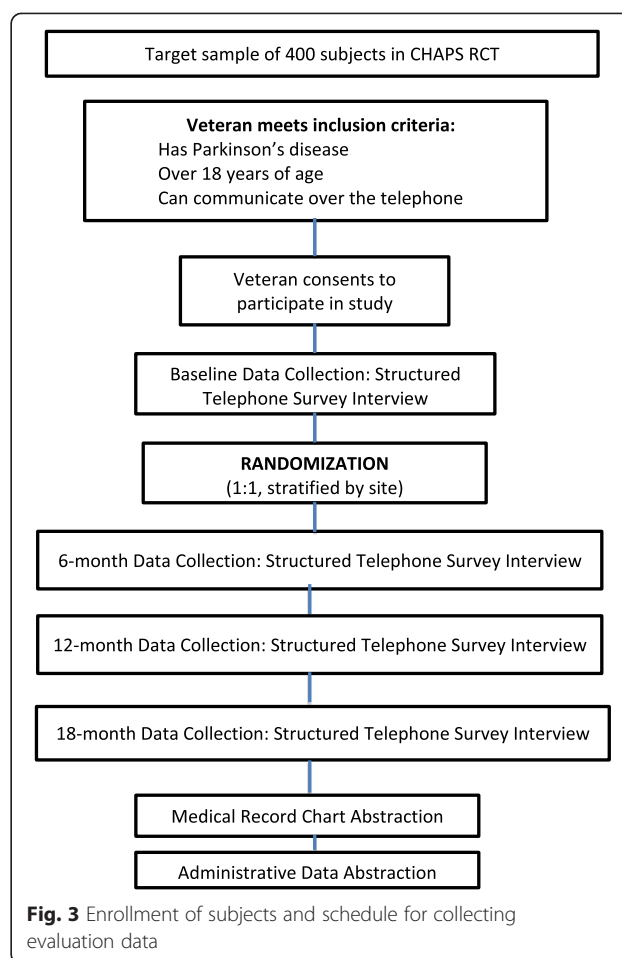 Target sample of 400 subjects in CHAPS RCT
Veteran meets inclusion criteria:
Has Parkinson's disease
Over 18 years of age
Can communicate over the telephone
Veteran consents to
participate in study
Baseline Data Collection: Structured
Telephone Survey Interview
RANDOMIZATION
(1:1, stratified by site)
6-month Data Collection: Structured Telephone Survey Interview
12-month Data Collection: Structured Telephone Survey Interview
18-month Data Collection: Structured Telephone Survey Interview
Medical Record Chart Abstraction
Administrative Data Abstraction
Fig. 3 Enrollment of subjects and schedule for collecting
evaluation data